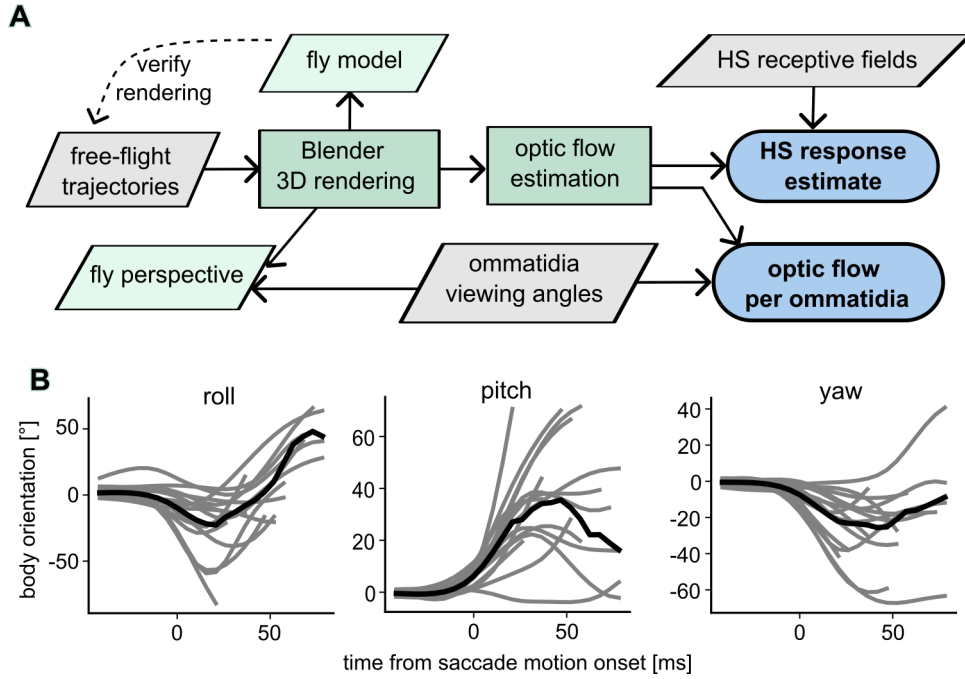 A
fly model
HS receptive fields
verify
rendering
free-flight
trajectories
Blender
3D rendering
optic flow
estimation
HS response
estimate
fly perspective
ommatidia
viewing angles
optic flow
per ommatidia
B
roll
pitch
yaw
body orientation [°]
50
0
-50
0
50
60
40
20
0
0
50
40
20
0
-20
-40
-60
0
50
time from saccade motion onset [ms]